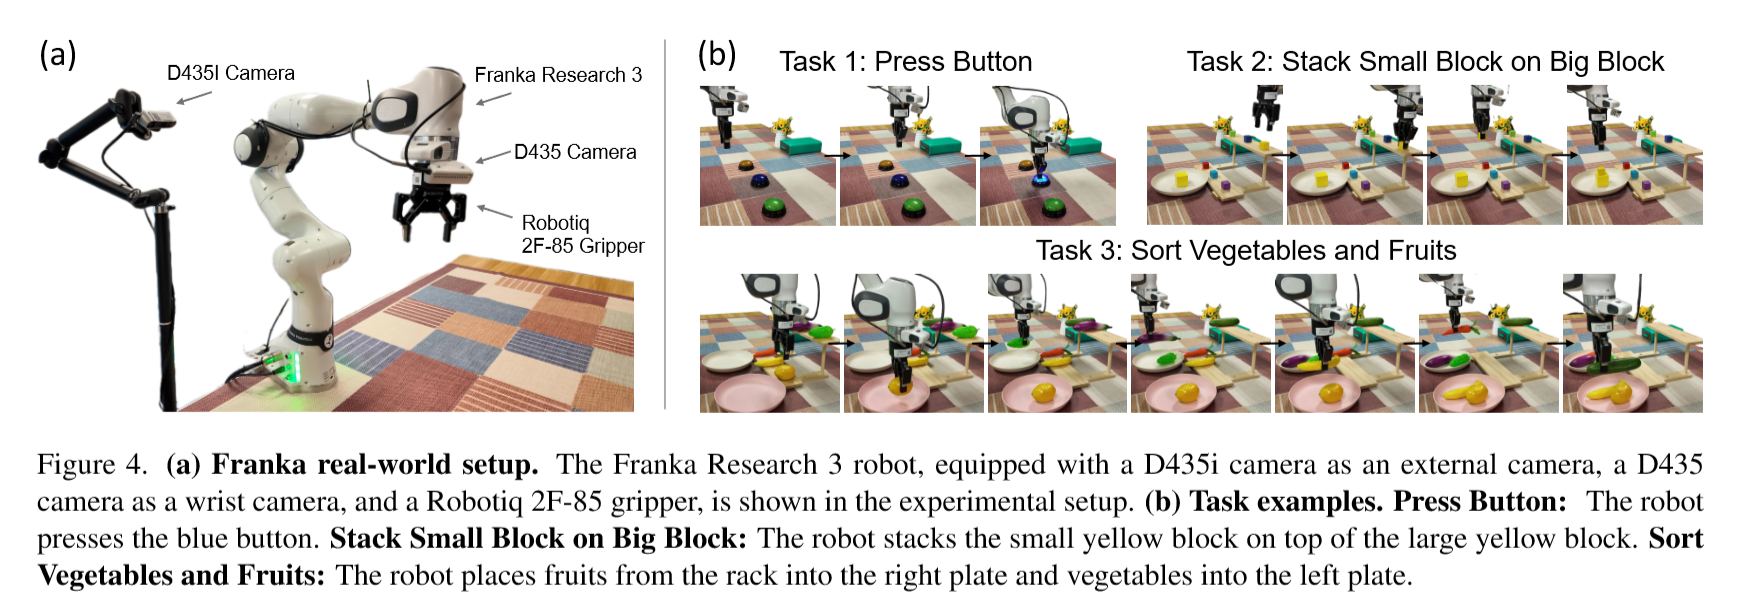 (a)
D435I Camera
Franka Research 3
D435 Camera
Robotiq
2F-85 Gripper
(b)
Task 1: Press Button
Task 2: Stack Small Block on Big Block
Task 3: Sort Vegetables and Fruits
Figure 4. (a) Franka real-world setup. The Franka Research 3 robot, equipped with a D435i camera as an external camera, a D435
camera as a wrist camera, and a Robotiq 2F-85 gripper, is shown in the experimental setup. (b) Task examples. Press Button: The robot
presses the blue button. Stack Small Block on Big Block: The robot stacks the small yellow block on top of the large yellow block. Sort
Vegetables and Fruits: The robot places fruits from the rack into the right plate and vegetables into the left plate.